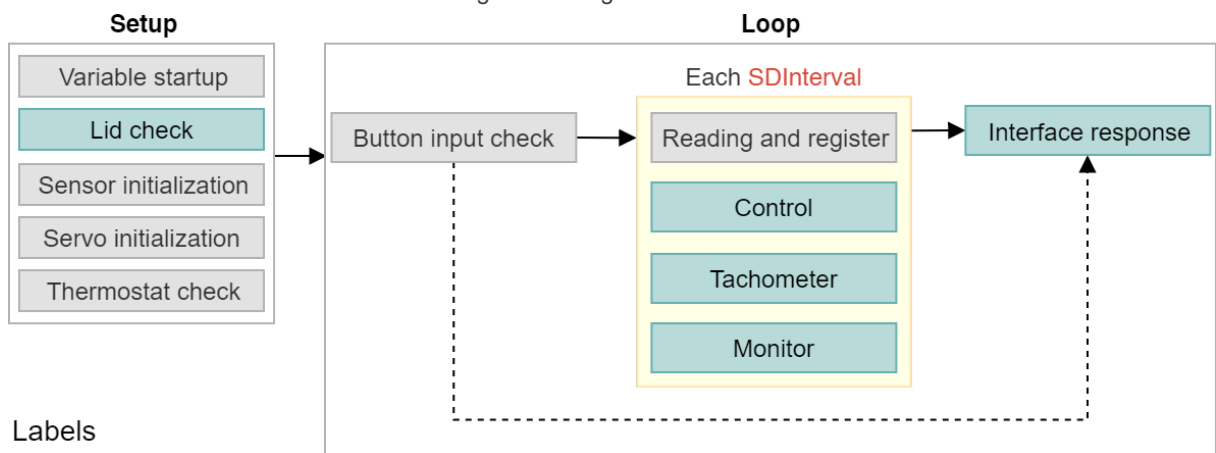 Setup
Variable startup
Lid check
Sensor initialization
Servo initialization
Thermostat check
Loop
Button input check
Each SDInterval
Reading and register
Control
Tachometer
Monitor
Interface response
Labels